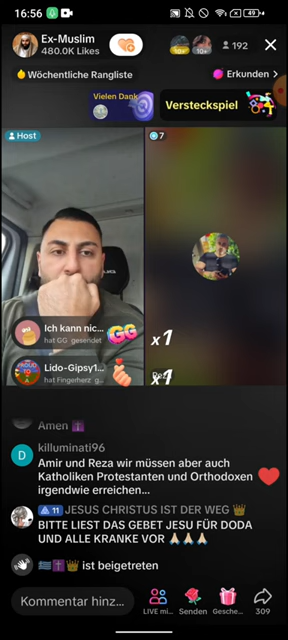 16:56
49
Ex-Muslim
480.0K Likes
10+
10+
192
Wöchentliche Rangliste
Erkunden >
Vielen Dank
Versteckspiel
Host
7
Ich kann nic...
hat GG gesendet
GG
Lido-Gipsy1...
hat Fingerherz g...
x1
x1
Amen
killuminati96
Amir und Reza wir müssen aber auch
Katholiken Protestanten und Orthodoxen
irgendwie erreichen...
11 JESUS CHRISTUS IST DER WEG
BITTE LIEST DAS GEBET JESU FÜR DODA
UND ALLE KRANKE VOR
ist beigetreten
Kommentar hinz...
LIVE mi...
Senden
Gesche...
309